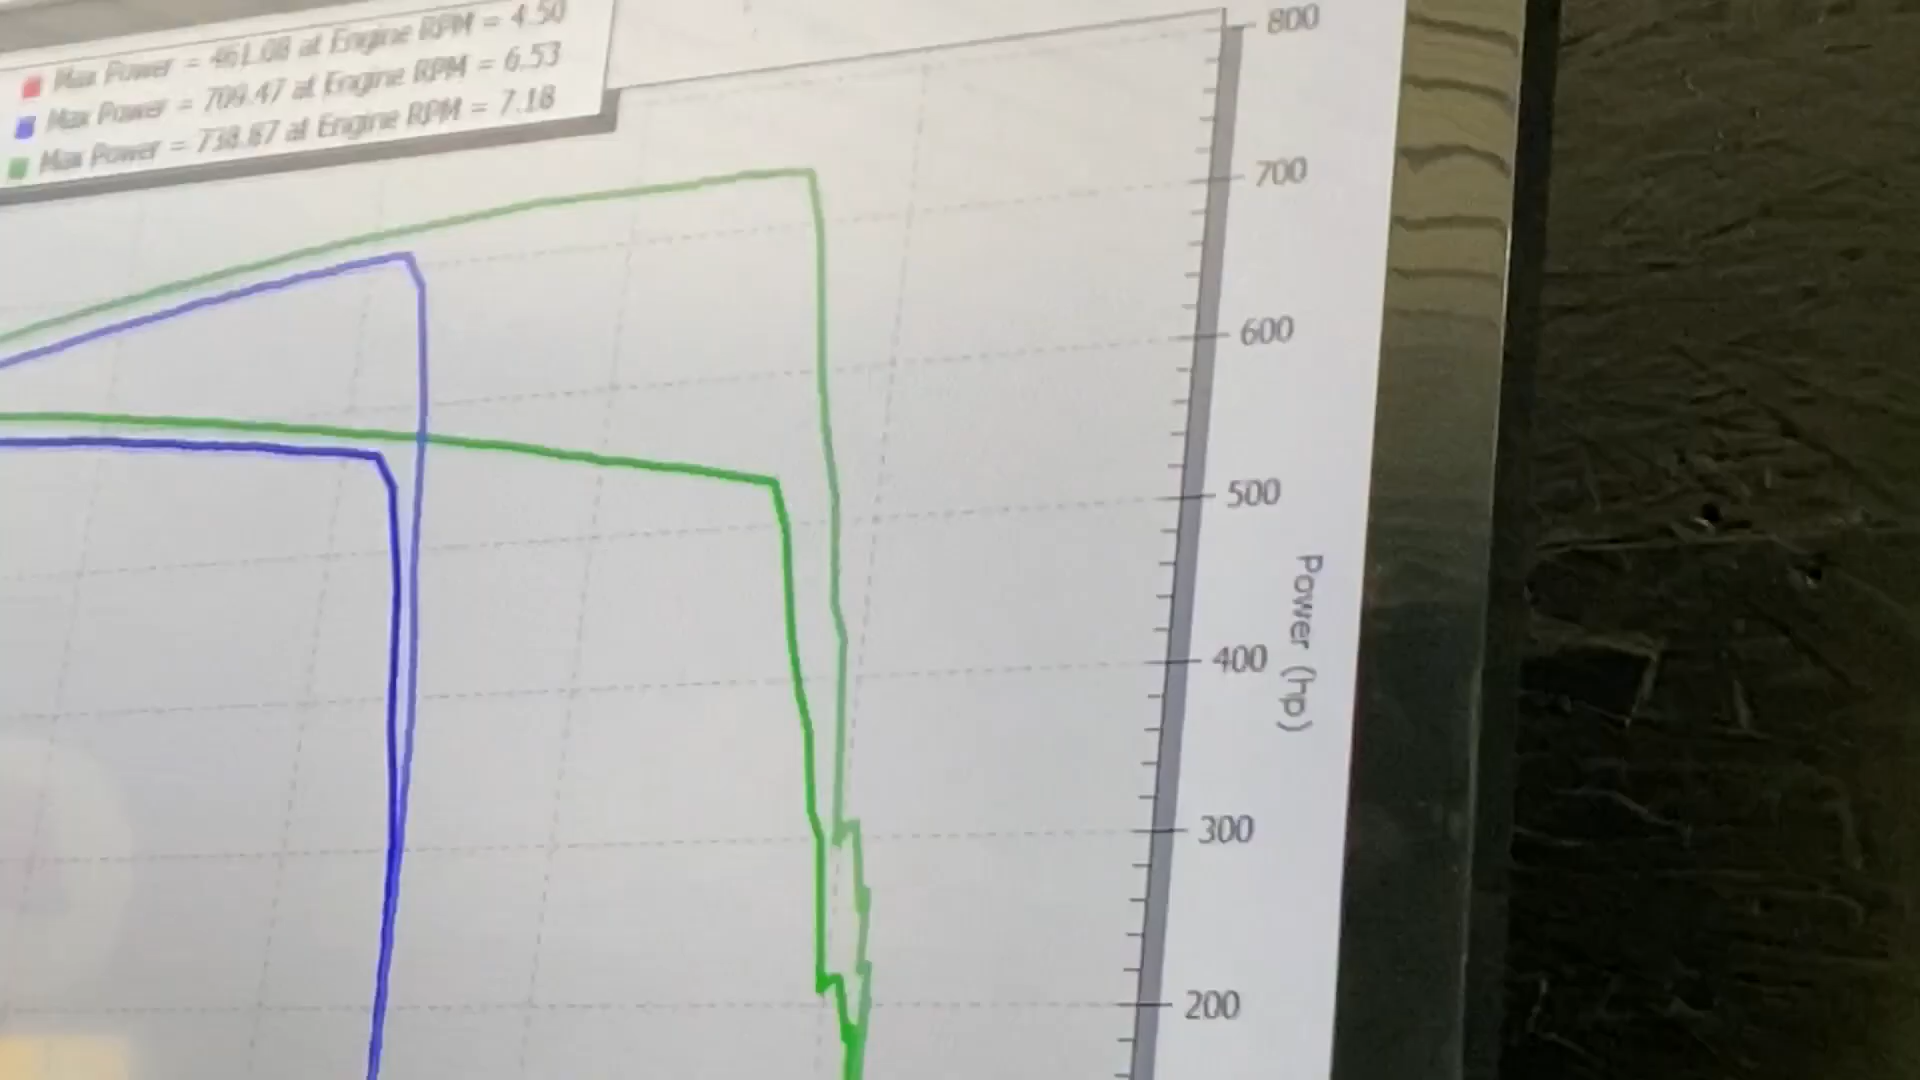 Max Power = 461.08 at Engine RPM = 4.50
Max Power = 709.47 at Engine RPM = 6.53
Max Power = 738.87 at Engine RPM = 7.18
800
700
600
500
400
300
200
Power (hp)